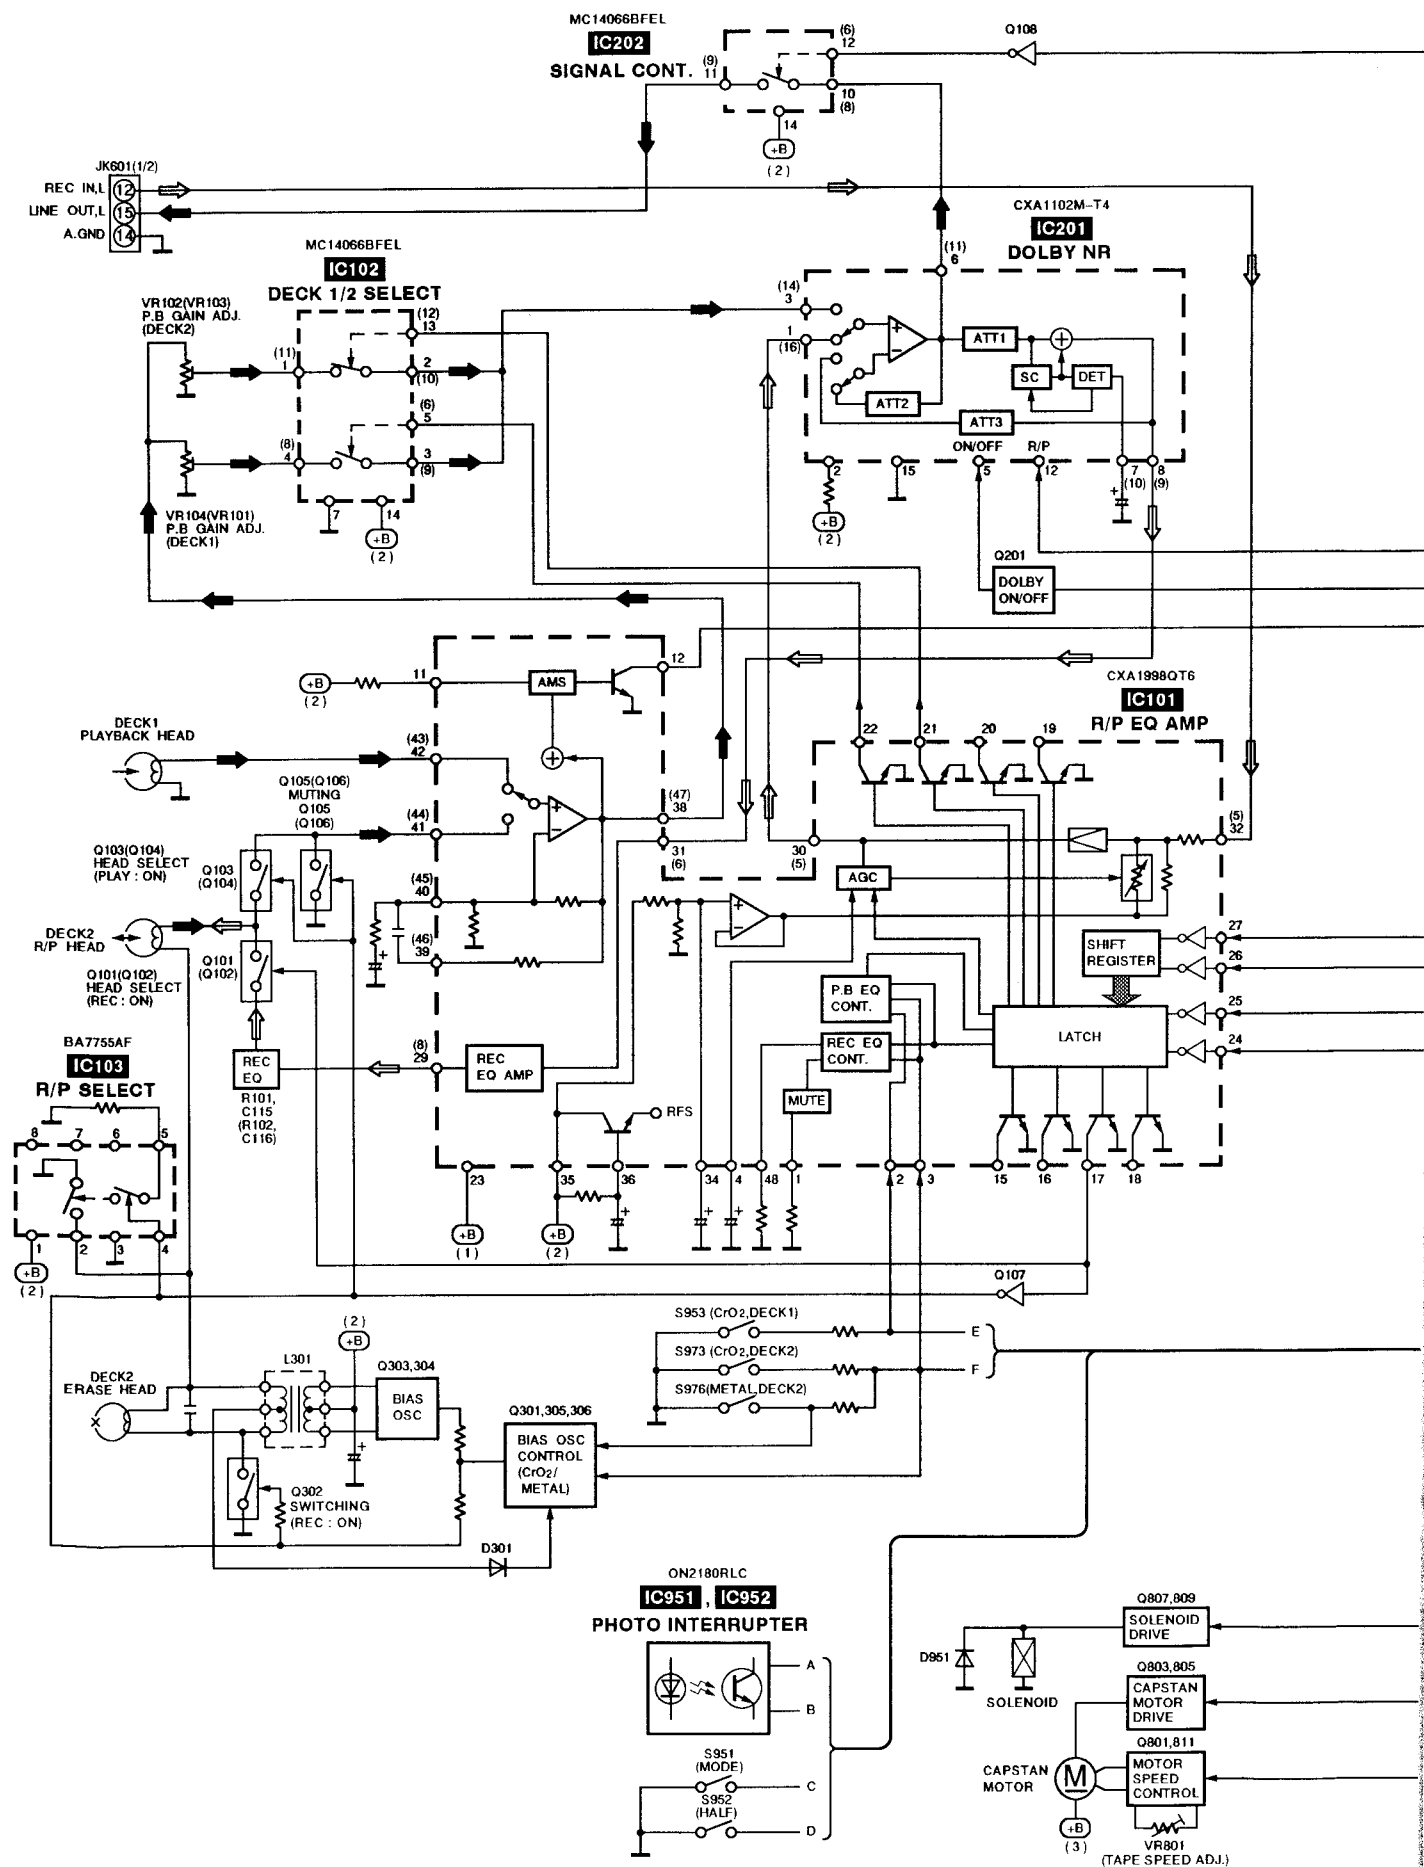 MC14066BFEL
IC202
SIGNAL CONT.
(9)
11
(6)
12
10
(8)
14
+B
(2)
Q108
JK601(1/2)
REC IN,L
12
LINE OUT,L
15
A.GND
14
MC14066BFEL
IC102
DECK 1/2 SELECT
VR102(VR103)
P.B GAIN ADJ.
(DECK2)
(11)
1
(12)
13
2
(10)
(6)
5
(8)
4
3
(9)
7
14
+B
(2)
VR104(VR101)
P.B GAIN ADJ.
(DECK1)
CXA1102M-T4
IC201
DOLBY NR
(11)
6
(14)
3
1
(16)
+
−
ATT1
+
SC
DET
ATT2
ATT3
ON/OFF
R/P
2
15
5
12
7
(10)
8
(9)
+
+B
(2)
Q201
DOLBY
ON/OFF
CXA1998QT6
IC101
R/P EQ AMP
+B
(2)
11
AMS
12
+
DECK1
PLAYBACK HEAD
(43)
42
Q105(Q106)
MUTING
Q105
(Q106)
(44)
41
+
−
(47)
38
31
(6)
Q103(Q104)
HEAD SELECT
(PLAY : ON)
Q103
(Q104)
(45)
40
(46)
39
+
DECK2
R/P HEAD
Q101
(Q102)
Q101(Q102)
HEAD SELECT
(REC : ON)
22
21
20
19
30
(5)
(5)
32
AGC
+
−
SHIFT
REGISTER
27
26
25
24
P.B EQ
CONT.
LATCH
REC EQ
CONT.
MUTE
(8)
29
REC
EQ AMP
REC
EQ
R101,
C115
(R102,
C116)
RFS
BA7755AF
IC103
R/P SELECT
8
7
6
5
1
2
3
4
+B
(2)
23
35
36
34
4
48
1
2
3
15
16
17
18
+B
(1)
+B
(2)
+
+
+
Q107
S953 (CrO2,DECK1)
E
S973 (CrO2,DECK2)
F
S976(METAL,DECK2)
(2)
+B
L301
Q303,304
BIAS
OSC
DECK2
ERASE HEAD
+
Q301,305,306
BIAS OSC
CONTROL
(CrO2/
METAL)
Q302
SWITCHING
(REC : ON)
D301
ON2180RLC
IC951 , IC952
PHOTO INTERRUPTER
A
B
S951
(MODE)
C
S952
(HALF)
D
Q807,809
SOLENOID
DRIVE
D951
SOLENOID
Q803,805
CAPSTAN
MOTOR
DRIVE
Q801,811
MOTOR
SPEED
CONTROL
CAPSTAN
MOTOR
M
+B
(3)
VR801
(TAPE SPEED ADJ.)